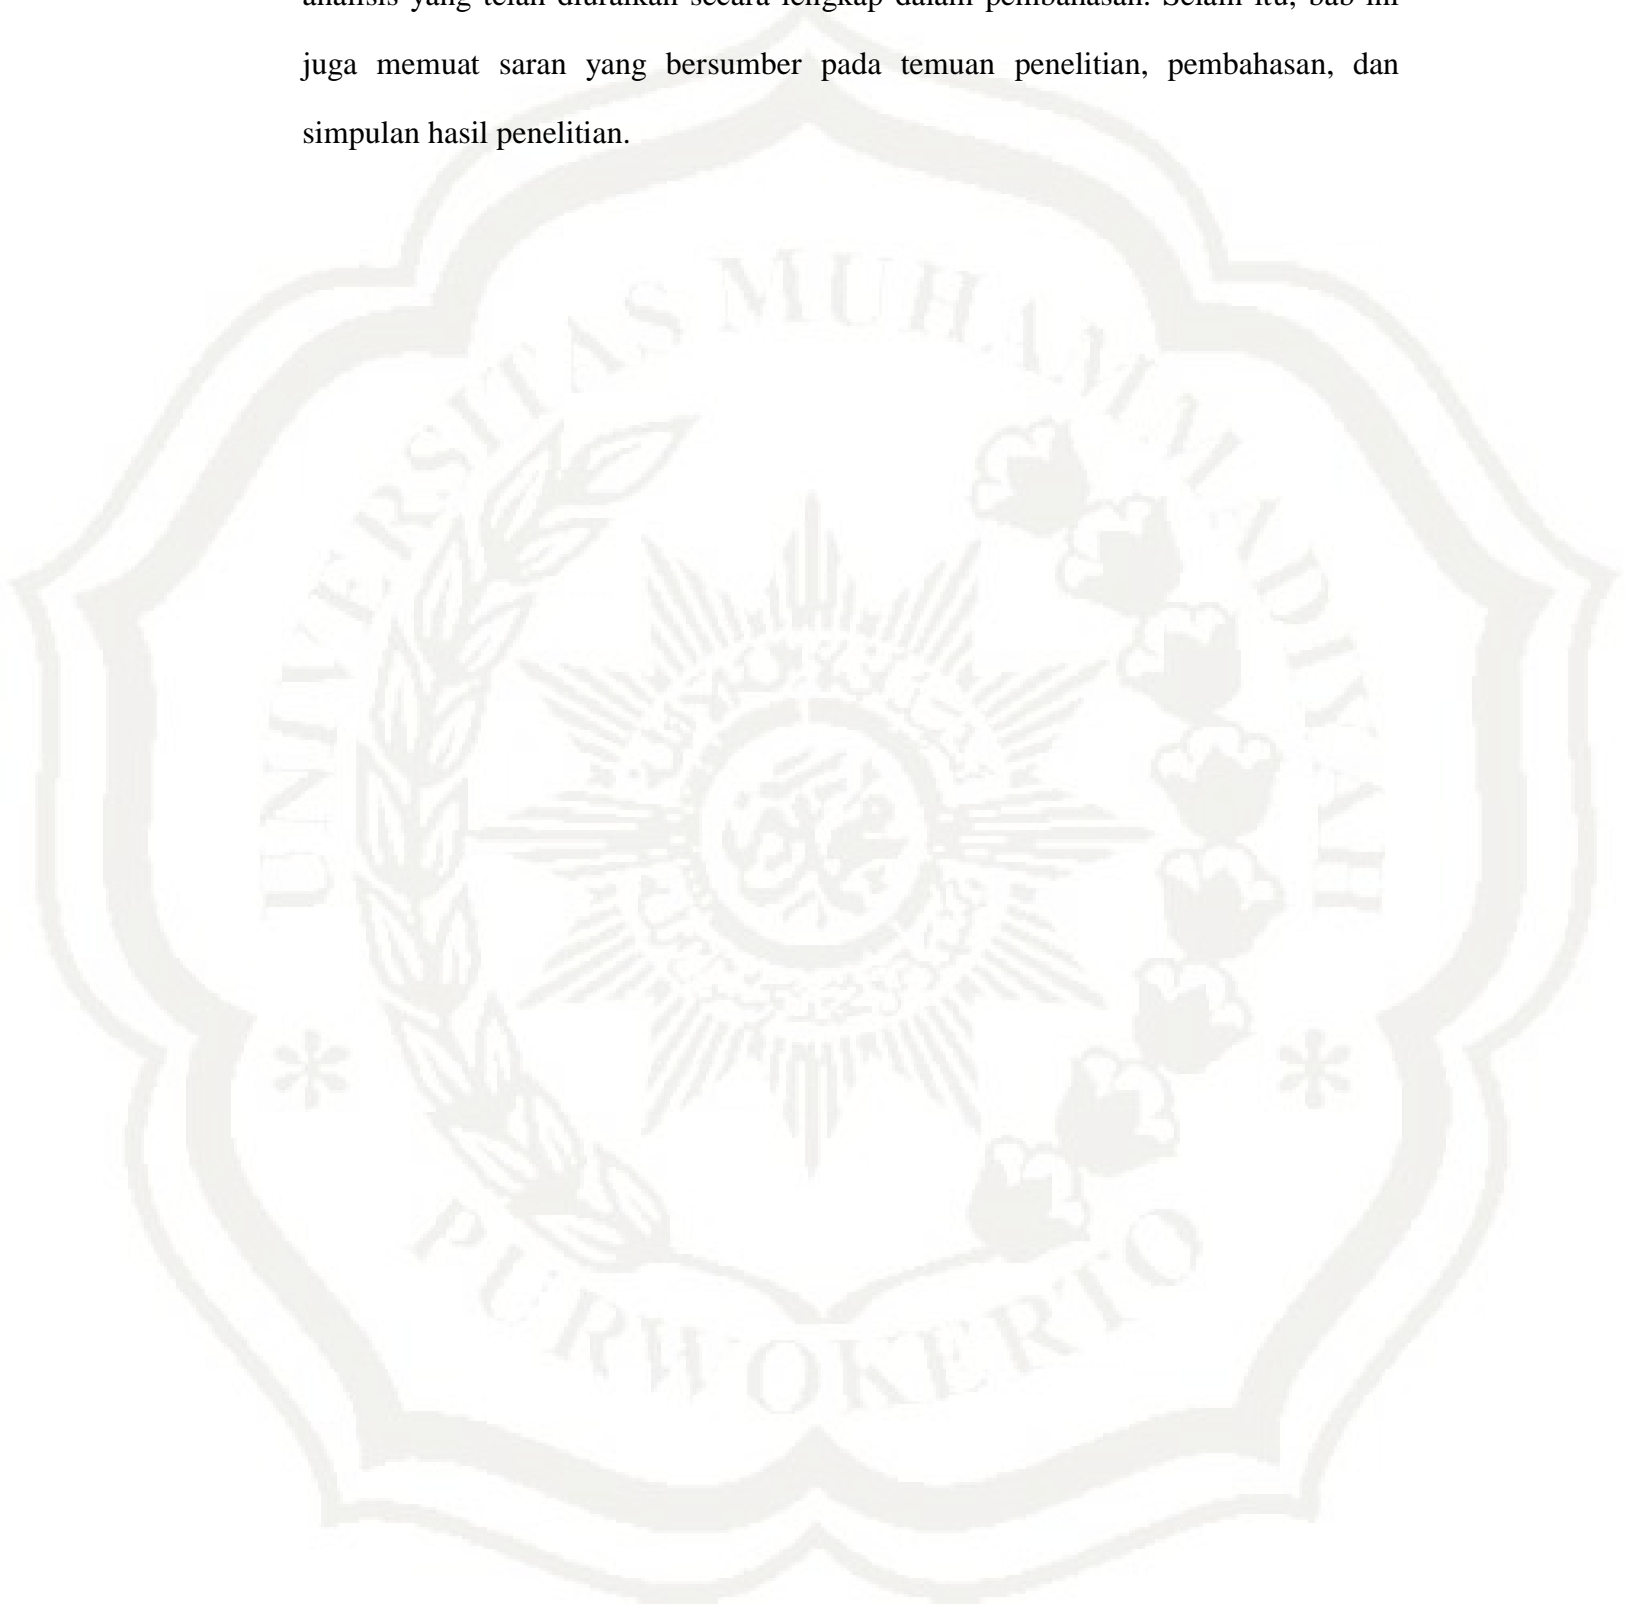 analisis yang telah diuraikan secara lengkap dalam pembahasan. Selain itu, bab ini
juga memuat saran yang bersumber pada temuan penelitian, pembahasan, dan
simpulan hasil penelitian.
UNIVERSITAS MUHAMMADIYAH
PURWOKERTO